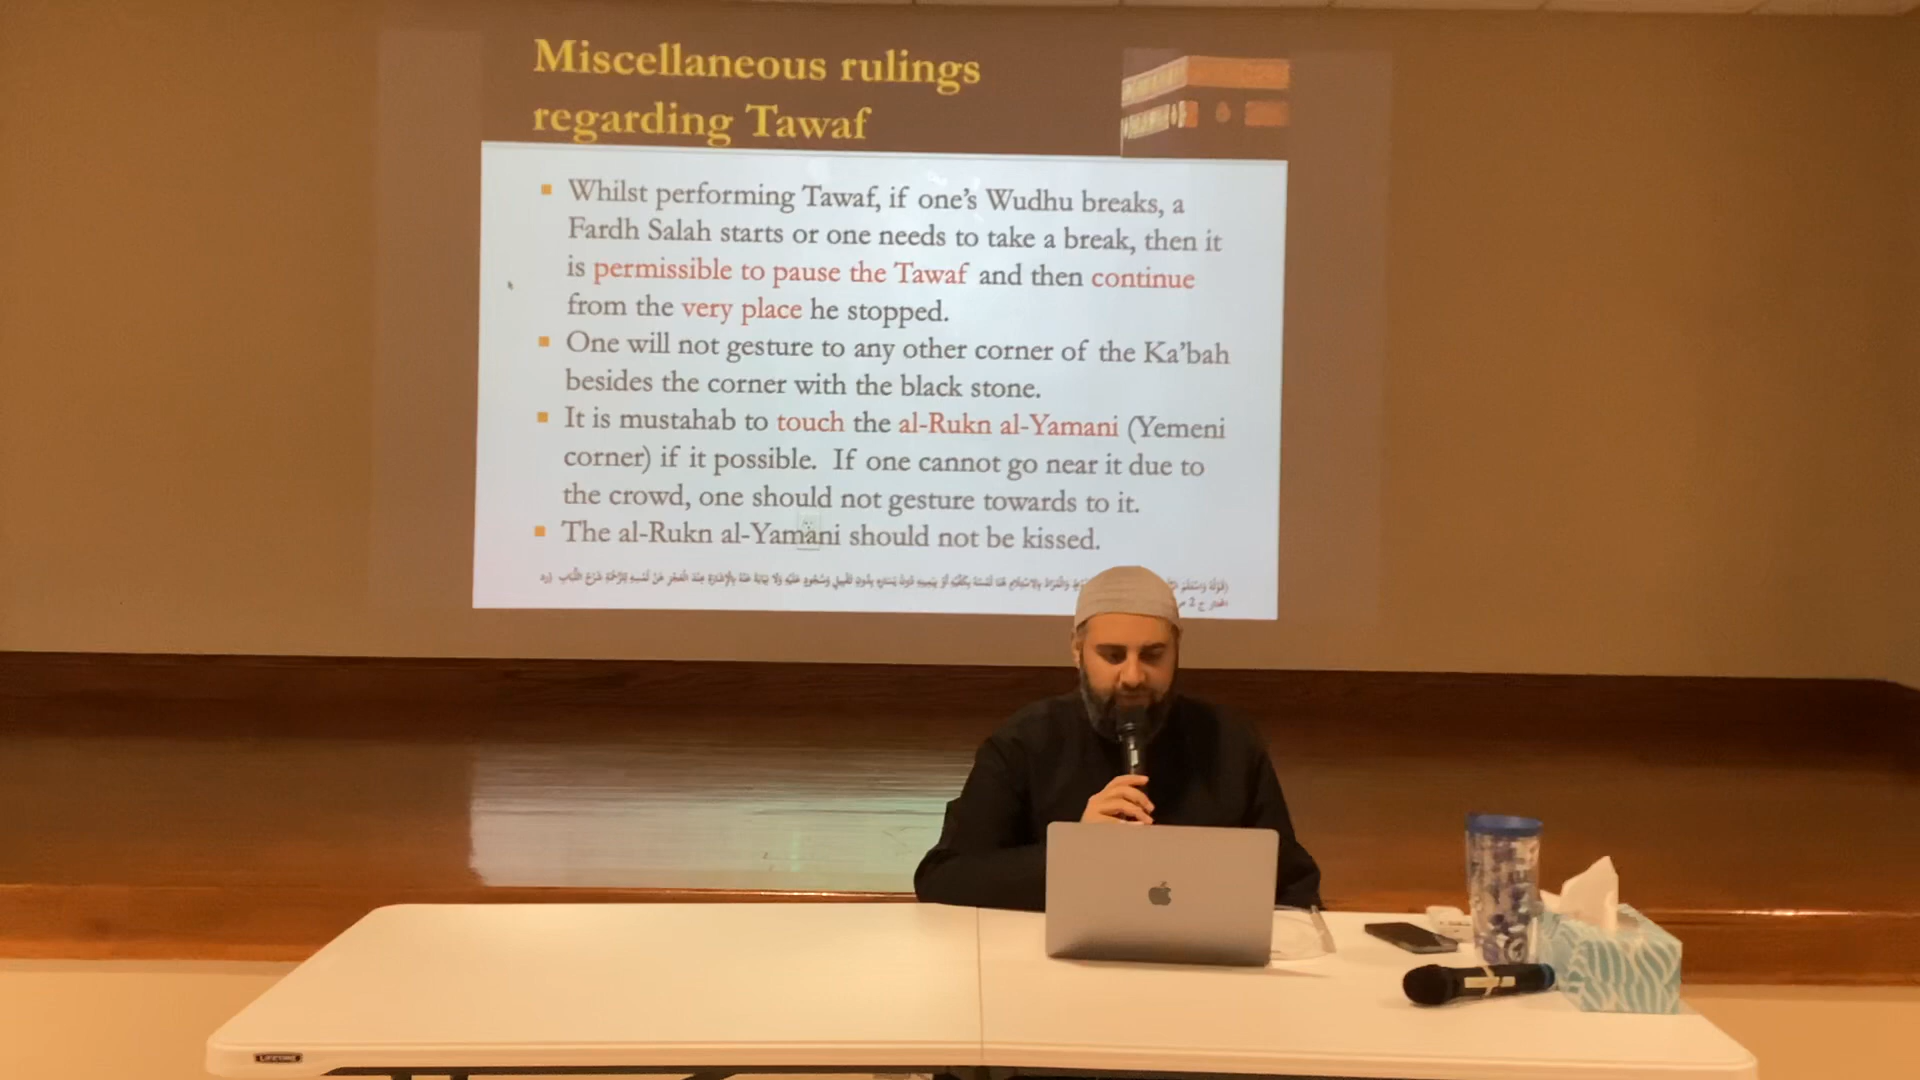 Miscellaneous rulings
regarding Tawaf
Whilst performing Tawaf, if one's Wudhu breaks, a
Fardh Salah starts or one needs to take a break, then it
is permissible to pause the Tawaf and then continue
from the very place he stopped.
One will not gesture to any other corner of the Ka'bah
besides the corner with the black stone.
It is mustahab to touch the al-Rukn al-Yamani (Yemeni
corner) if it possible. If one cannot go near it due to
the crowd, one should not gesture towards to it.
The al-Rukn al-Yamani should not be kissed.
LIFETIME